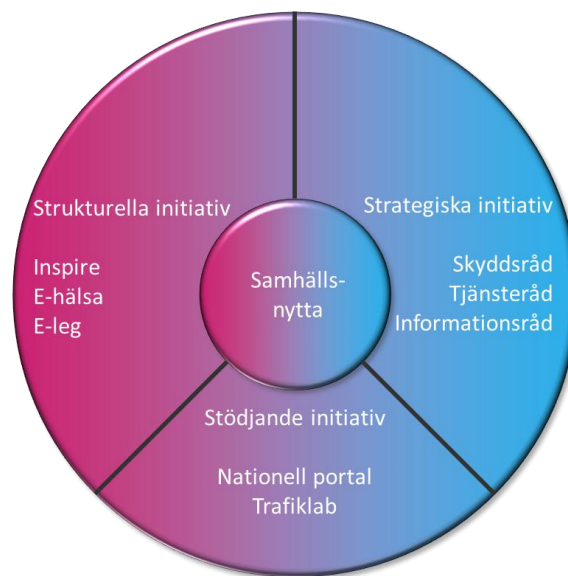 Strukturella initiativ
Inspire
E-hälsa
E-leg
Samhälls-
nytta
Strategiska initiativ
Skyddsråd
Tjänsteråd
Informationsråd
Stödjande initiativ
Nationell portal
Trafiklab